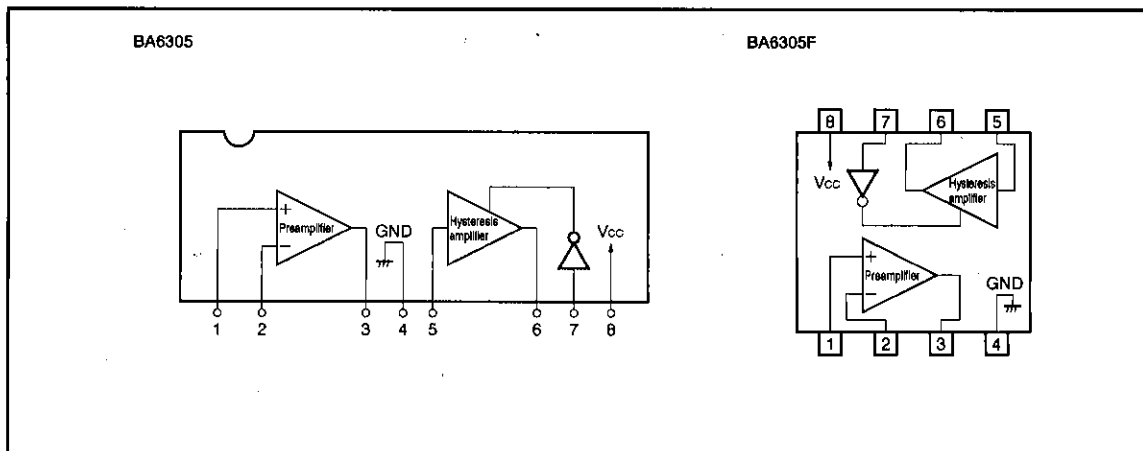 BA6305
BA6305F
+
Preamplifier
−
GND
Hysteresis
amplifier
Vcc
1 2 3 4 5 6 7 8
8 7 6 5
Vcc
Hysteresis
amplifier
+
Preamplifier
−
GND
1 2 3 4